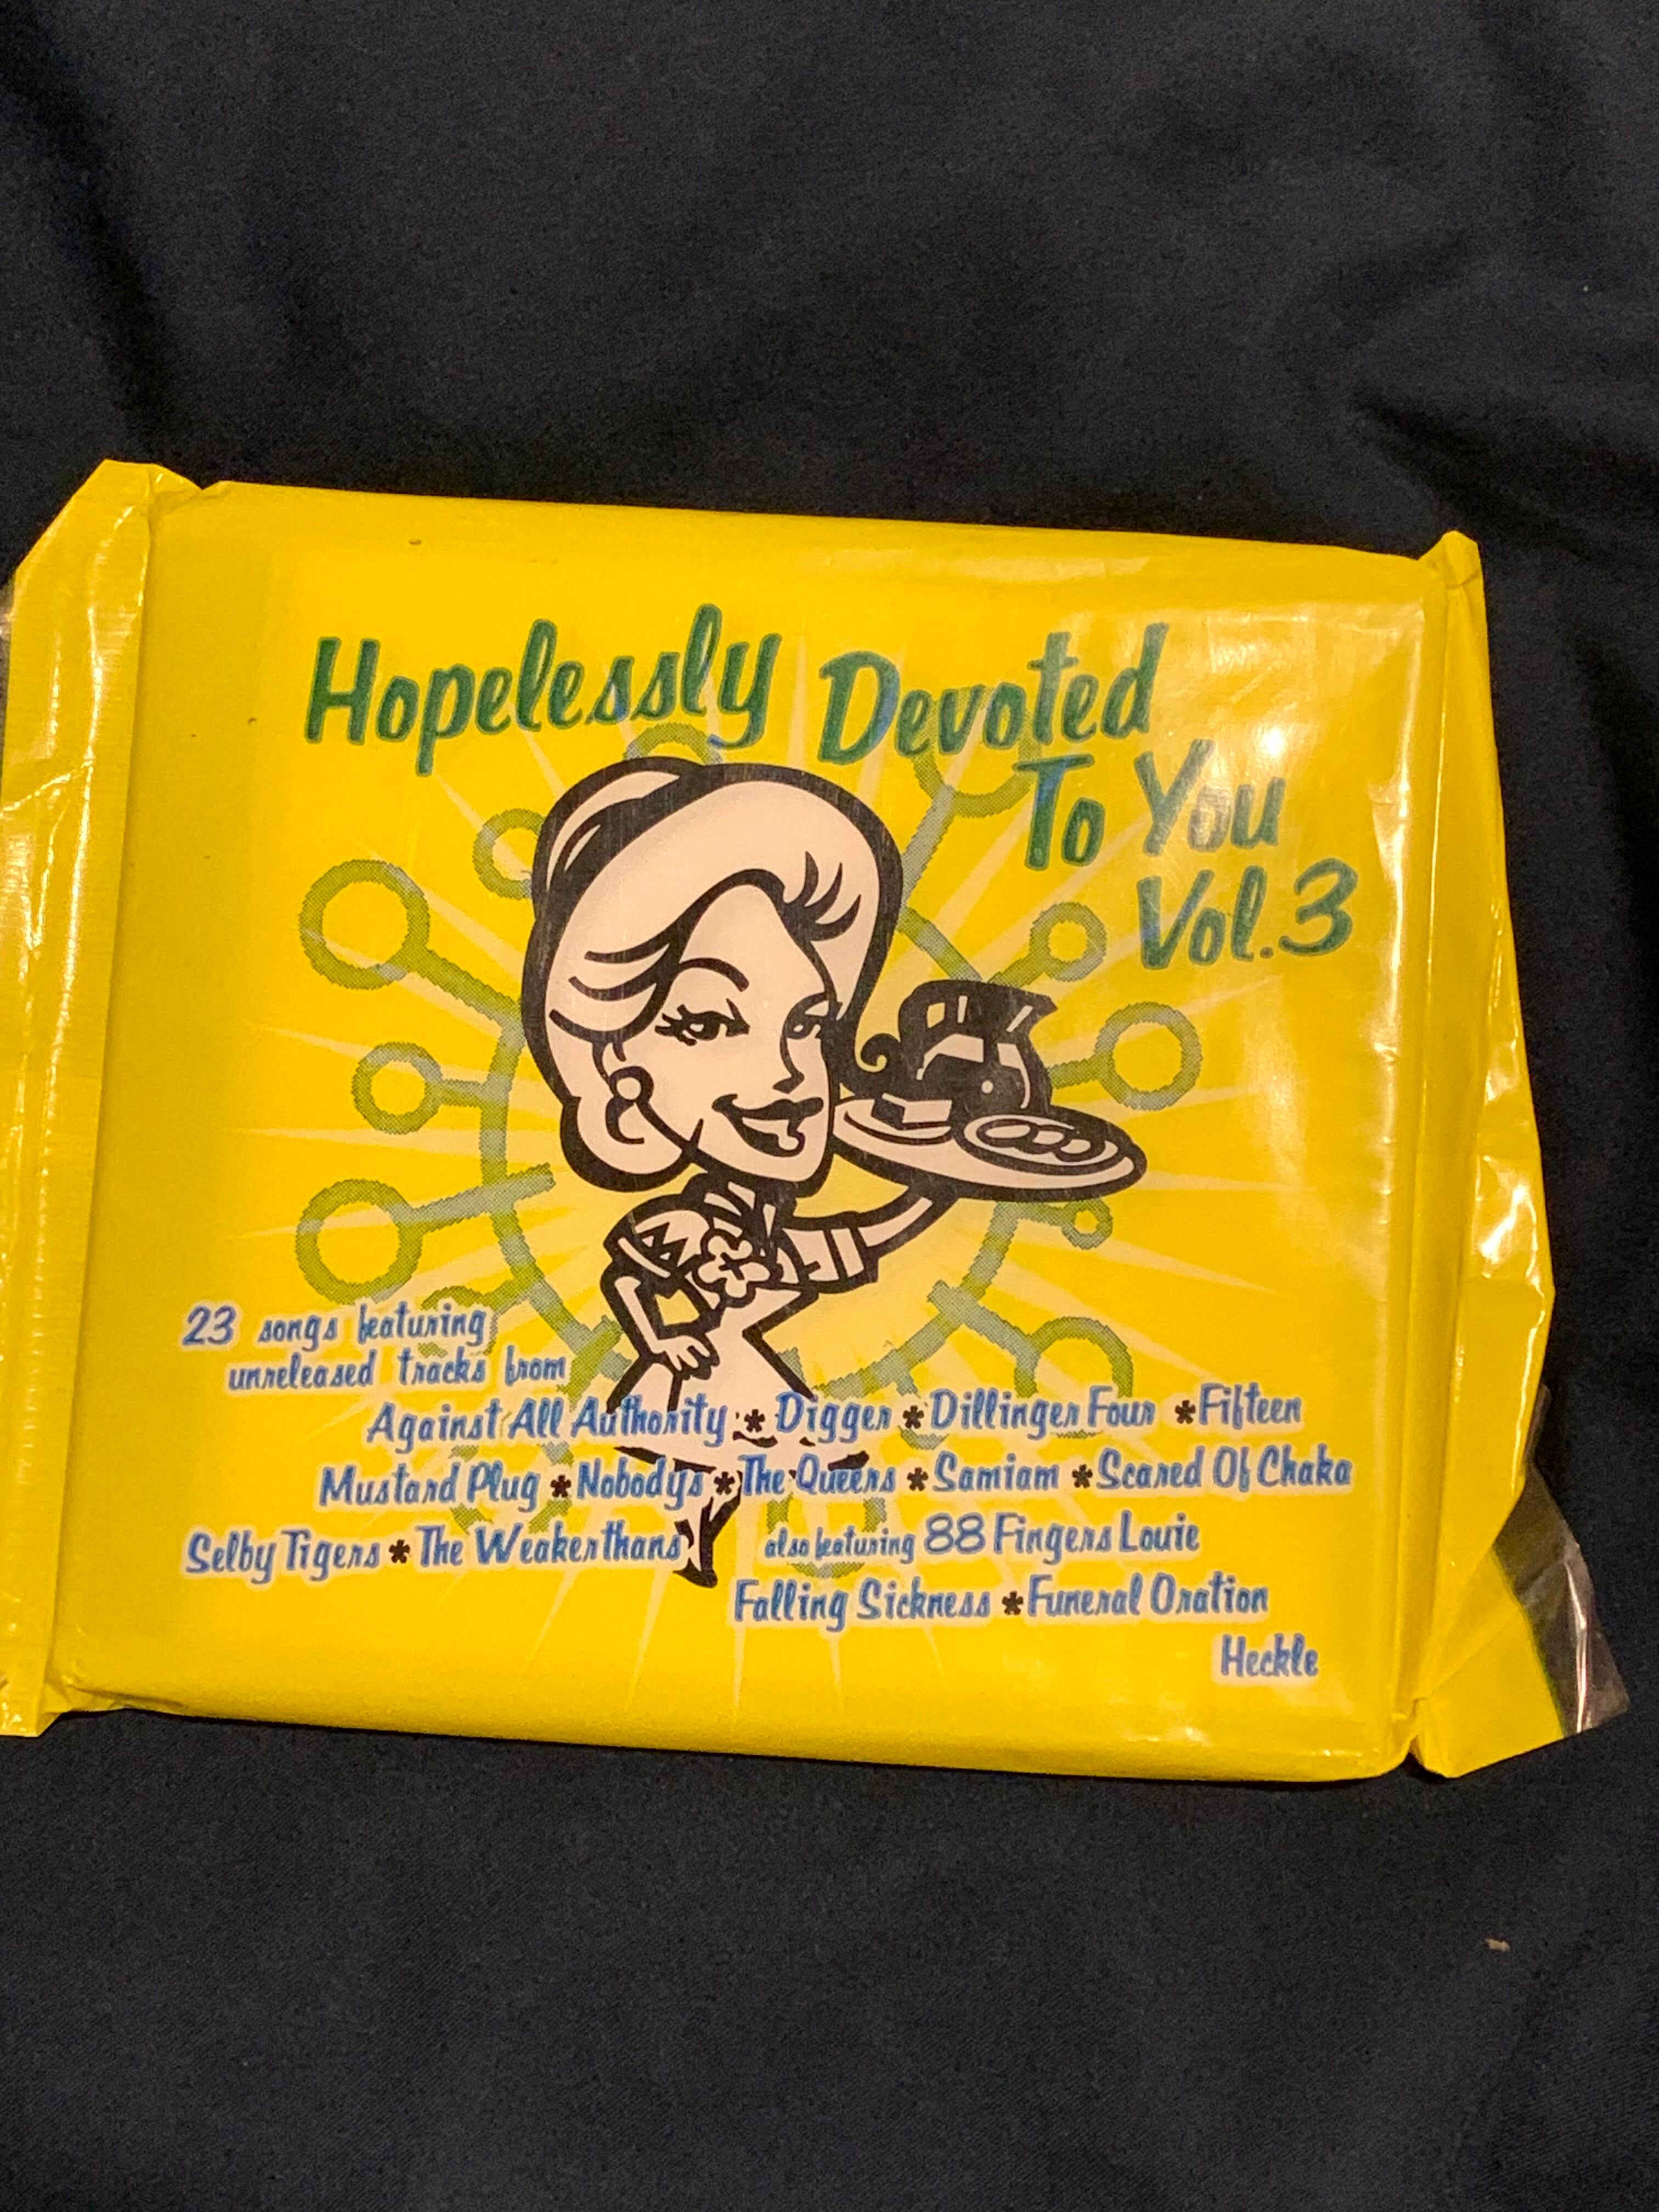 Hopelessly Devoted
To You
Vol.3
23 songs featuring
unreleased tracks from
Against All Authority * Digger * Dillinger Four * Fifteen
Mustard Plug * Nobodys * The Queers * Samiam * Scared Of Chaka
Selby Tigers * The Weakerthans also featuring 88 Fingers Louie
Falling Sickness * Funeral Oration
Heckle